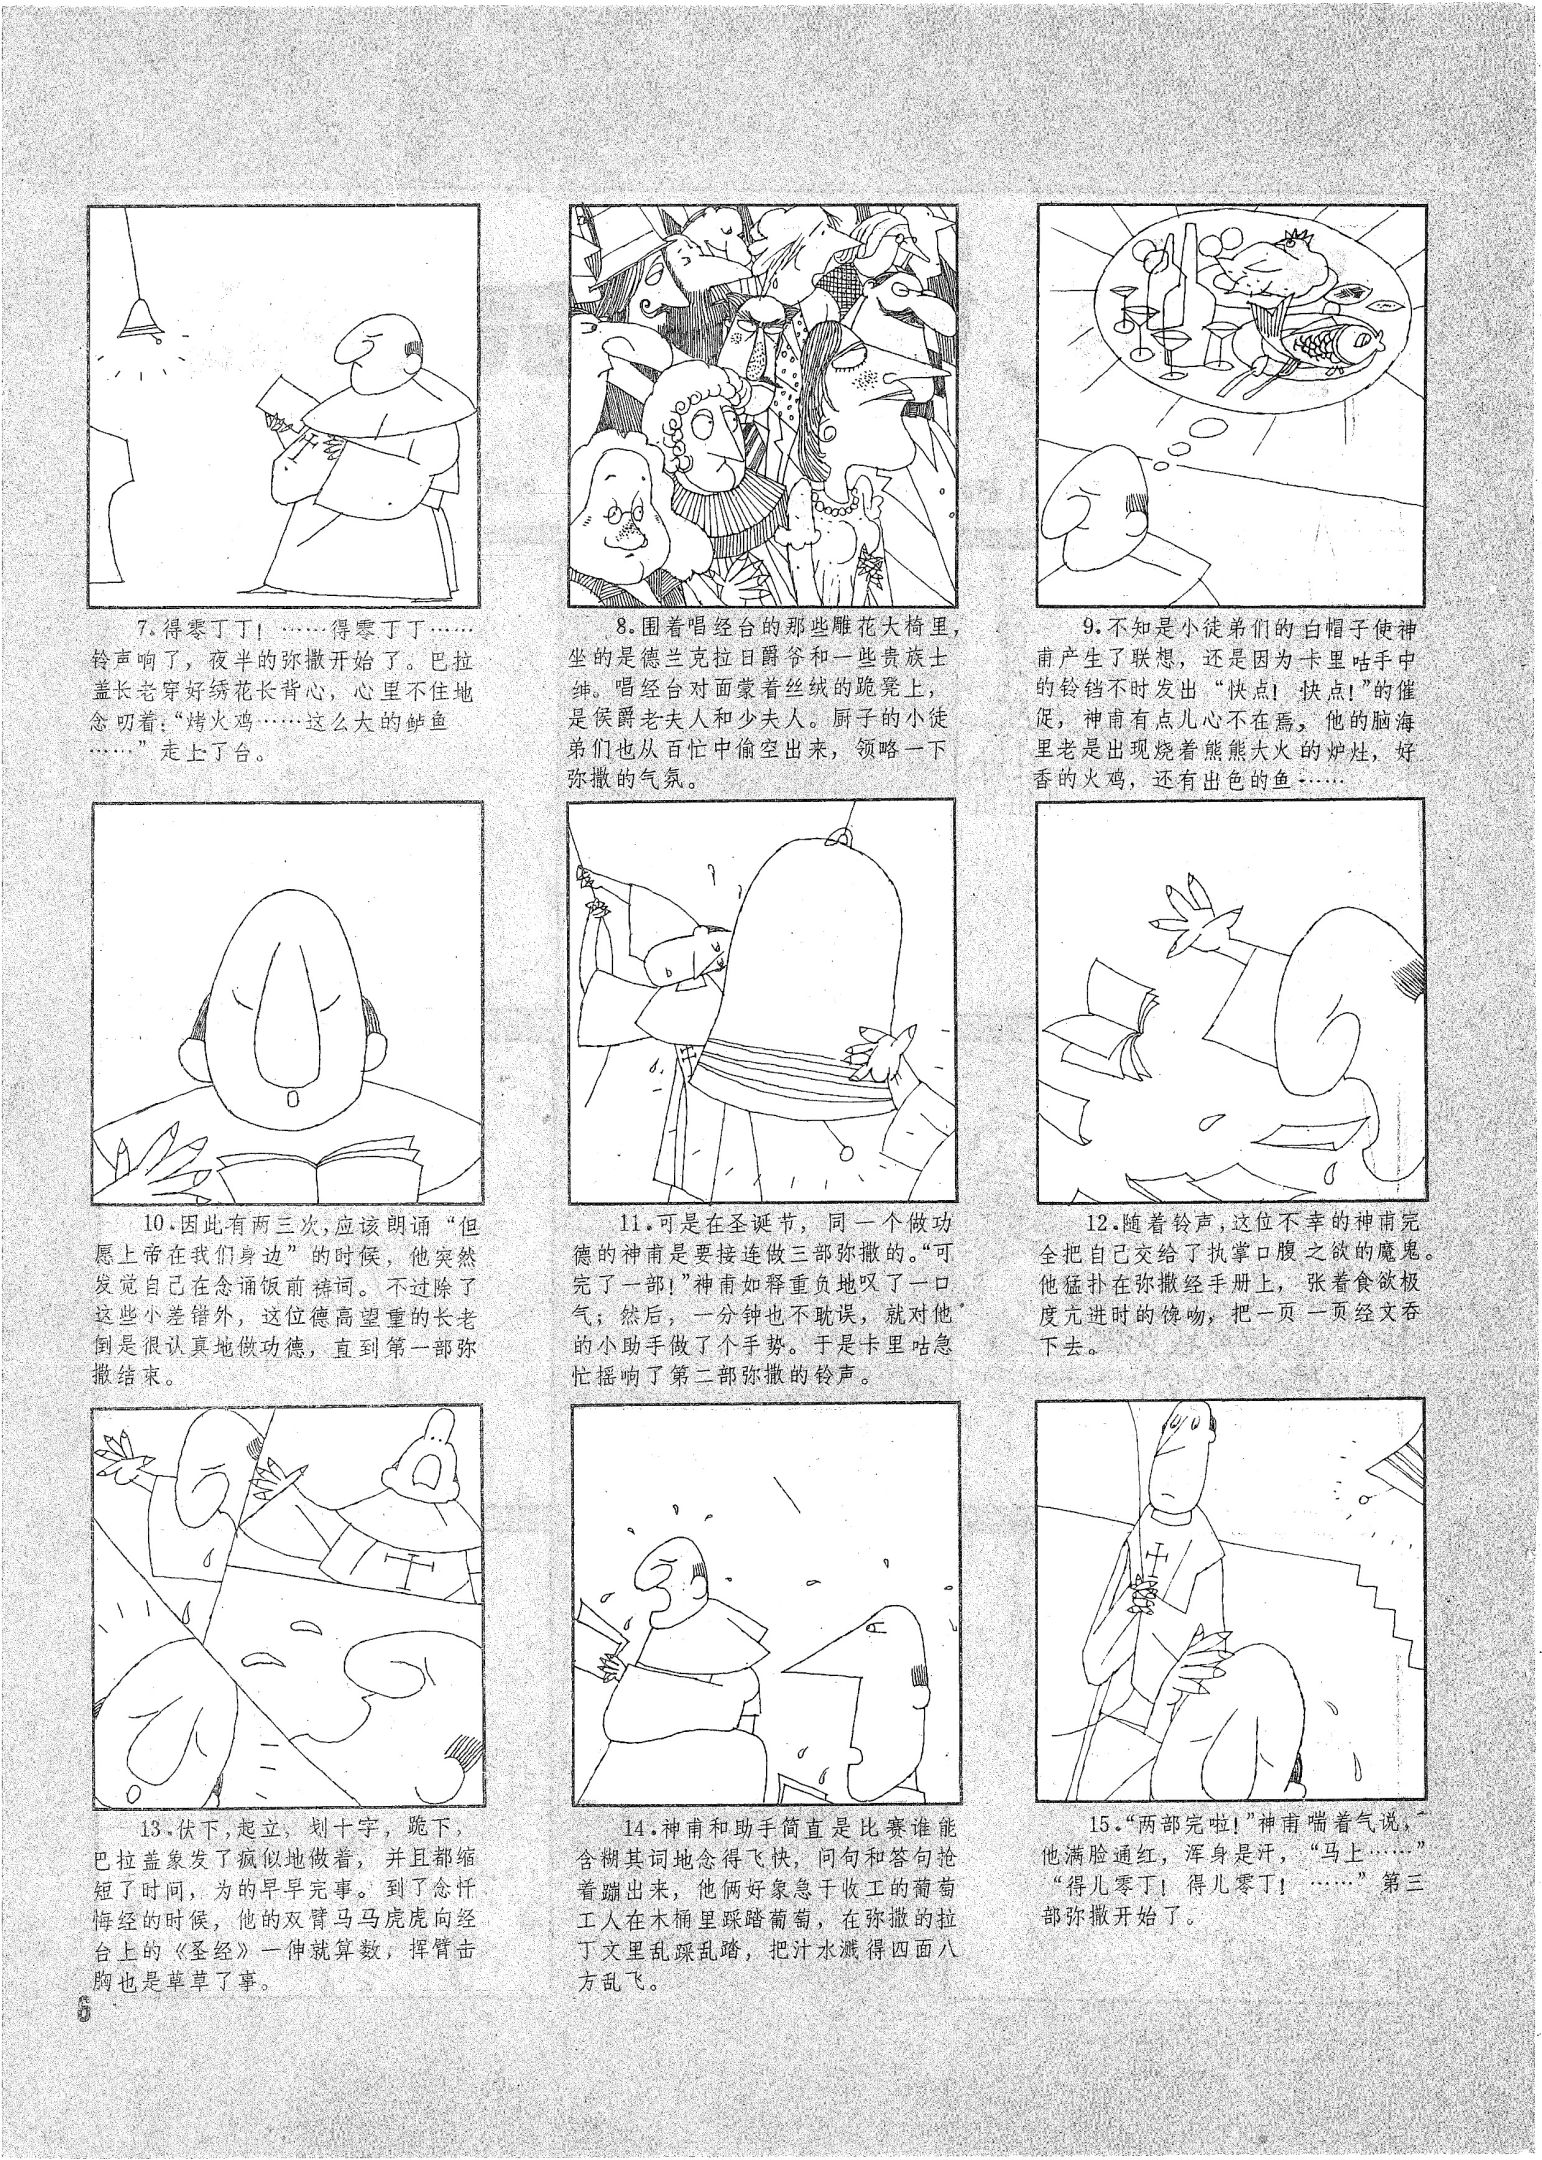 7.得零丁丁！……得零丁丁……
铃声响了，夜半的弥撒开始了。巴拉
盖长老穿好绣花长背心，心里不住地
念叨着：“烤火鸡……这么大的鲈鱼
……”走上了台。
8.围着唱经台的那些雕花大椅里，
坐的是德兰克拉日爵爷和一些贵族士
绅。唱经台对面蒙着丝绒的跪凳上，
是侯爵老夫人和少夫人。厨子的小徒
弟们也从百忙中偷空出来，领略一下
弥撒的气氛。
9.不知是小徒弟们的白帽子使神
甫产生了联想，还是因为卡里咕手中
的铃铛不时发出“快点！快点！”的催
促，神甫有点儿心不在焉，他的脑海
里老是出现烧着熊熊大火的炉灶，好
香的火鸡，还有出色的鱼……
10.因此有两三次，应该朗诵“但
愿上帝在我们身边”的时候，他突然
发觉自己在念诵饭前祷词。不过除了
这些小差错外，这位德高望重的长老
倒是很认真地做功德，直到第一部弥
撒结束。
11.可是在圣诞节，同一个做功
德的神甫是要接连做三部弥撒的。“可
完了一部！”神甫如释重负地叹了一口
气；然后，一分钟也不耽误，就对他
的小助手做了个手势。于是卡里咕急
忙摇响了第二部弥撒的铃声。
12.随着铃声，这位不幸的神甫完
全把自己交给了执掌口腹之欲的魔鬼。
他猛扑在弥撒经手册上，张着食欲极
度亢进时的馋吻，把一页一页经文吞
下去。
13.伏下，起立，划十字，跪下，
巴拉盖象发了疯似地做着，并且都缩
短了时间，为的早早完事。到了念忏
悔经的时候，他的双臂马马虎虎向经
台上的《圣经》一伸就算数，挥臂击
胸也是草草了事。
14.神甫和助手简直是比赛谁能
含糊其词地念得飞快，问句和答句抢
着蹦出来，他俩好象急于收工的葡萄
工人在木桶里踩踏葡萄，在弥撒的拉
丁文里乱踩乱踏，把汁水溅得四面八
方乱飞。
15.“两部完啦！”神甫喘着气说，
他满脸通红，浑身是汗，“马上……”
“得儿零丁！得儿零丁！……”第三
部弥撒开始了。
6